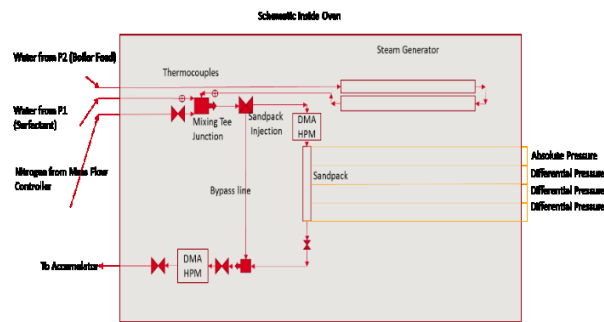 Schematic Inside Oven
Water from P2 (Boiler Feed)
Steam Generator
Thermocouples
Water from P1
(Surfactant)
Mixing Tee
Junction
Sandpack
Injection
DMA
HPM
Nitrogen from Mass Flow
Controller
Bypass line
Sandpack
Absolute Pressure
Differential Pressure
Differential Pressure
Differential Pressure
To Accumulator
DMA
HPM